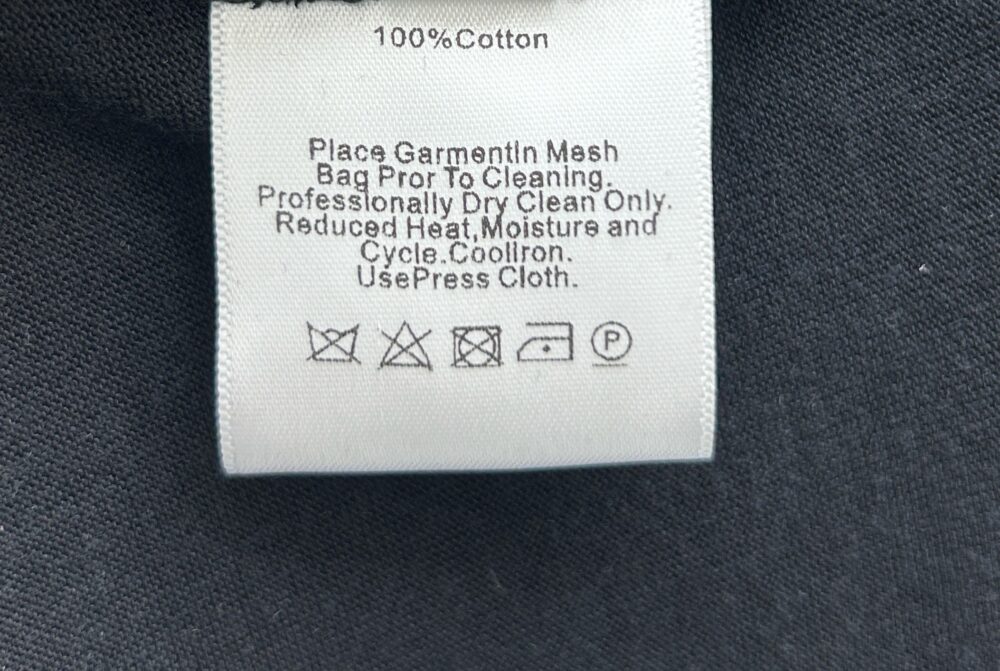 100%Cotton
Place GarmentIn Mesh
Bag Pror To Cleaning.
Professionally Dry Clean Only.
Reduced Heat,Moisture and
Cycle.CoolIron.
UsePress Cloth.
P